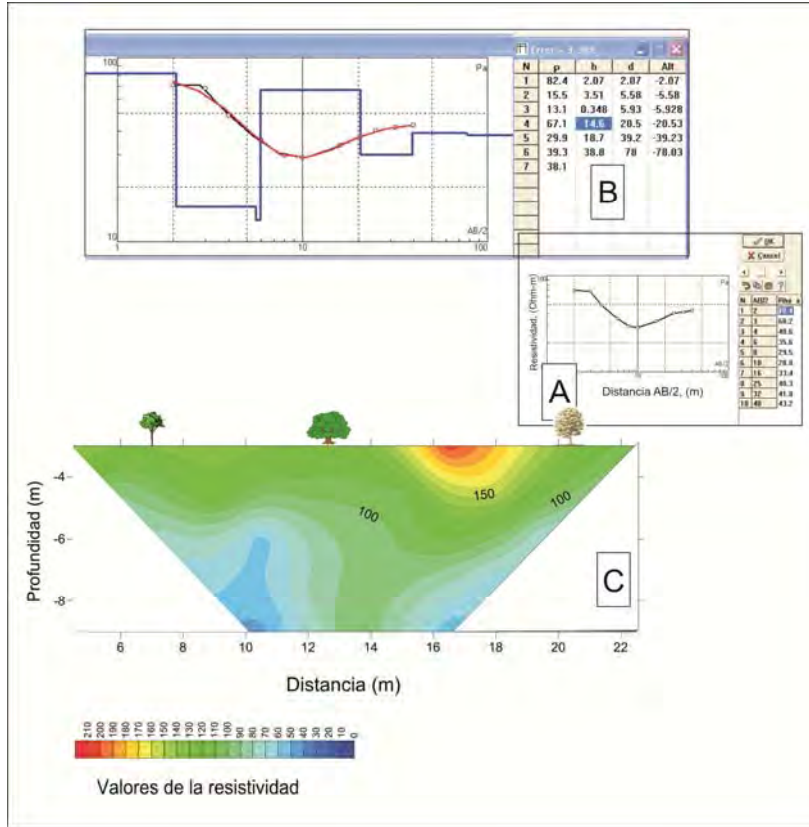 N ρ h d Alt
1 82.4 2.07 2.07 -2.07
2 15.5 3.51 5.58 -5.58
3 13.1 0.348 5.93 -5.928
4 67.1 14.6 20.5 -20.53
5 29.9 18.7 39.2 -39.23
6 39.3 38.8 78 -78.03
7 38.1
100
Pa
10
AB/2
1
10
100
B
OK
Cancel
100
Pa
Resistividad, (Ohm-m)
AB/2
10
100
Distancia AB/2, (m)
A
N AB/2
1 2
2 3
3 4 49.6
4 6 35.6
5 8 29.5
6 10 28.8
7 16 33.4
8 25 40.3
9 32 41.8
10 40 43.2
Profundidad (m)
-4
-6
-8
100
150
100
C
6 8 10 12 14 16 18 20 22
Distancia (m)
210 200 190 180 170 160 150 140 130 120 110 100 90 80 70 60 50 40 30 20 10 0
Valores de la resistividad